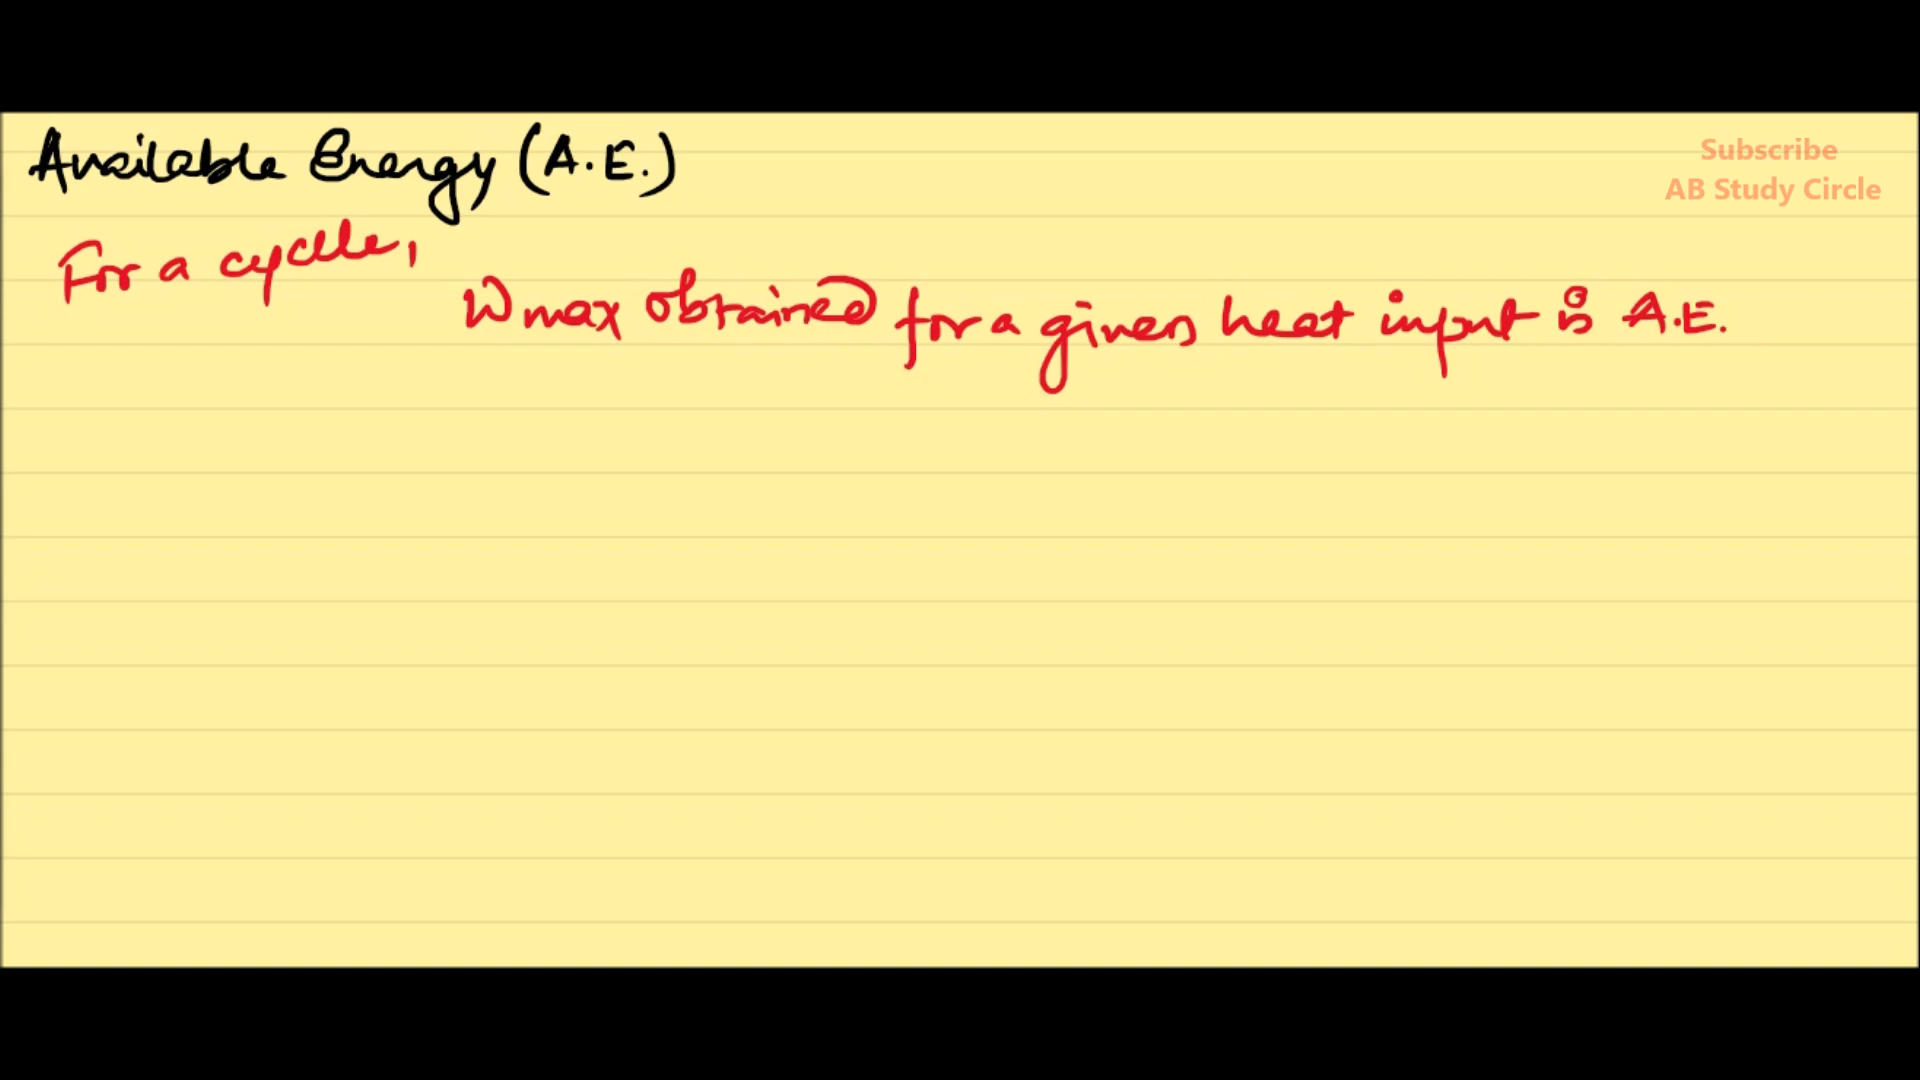 Available Energy (A.E.)
Subscribe
AB Study Circle
For a cycle,
Wmax obtained for a given heat input is A.E.